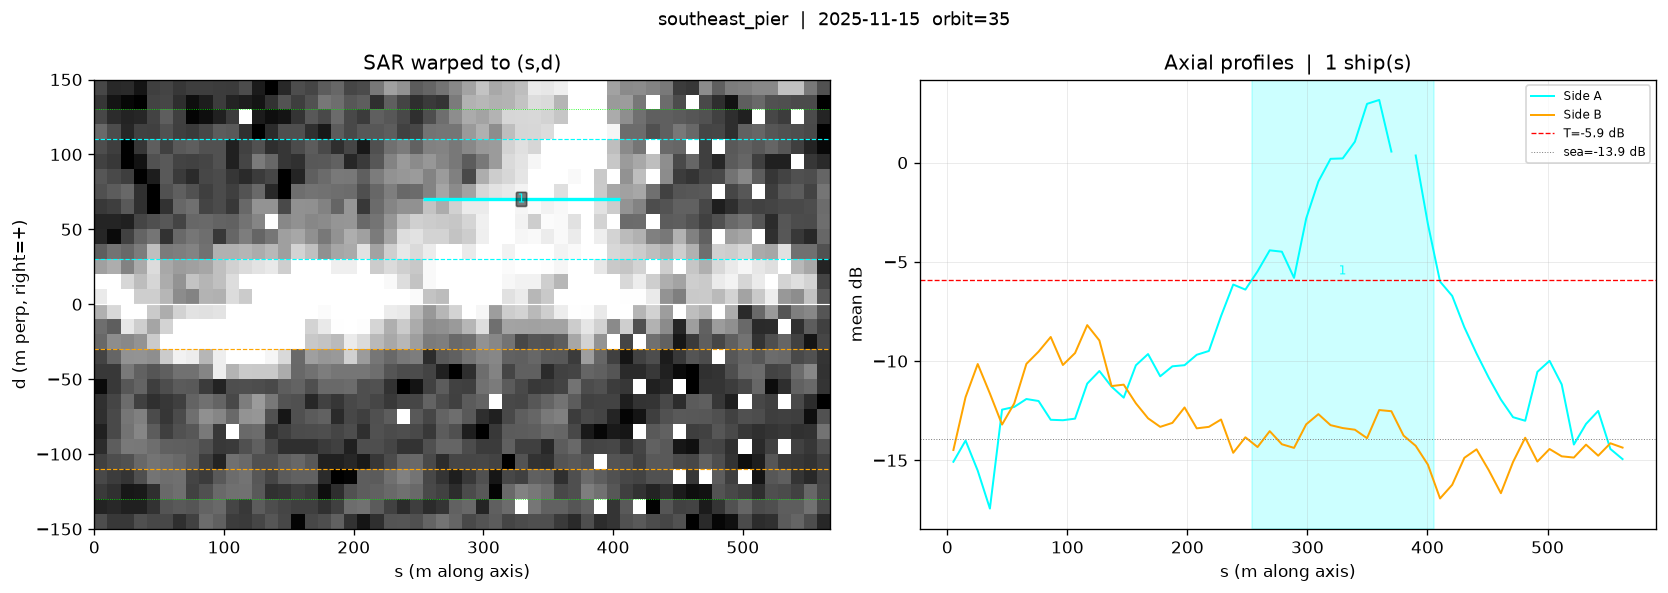 southeast_pier  |  2025-11-15  orbit=35
SAR warped to (s,d)
150
100
50
0
−50
−100
−150
d (m perp, right=+)
1
0
100
200
300
400
500
s (m along axis)
Axial profiles  |  1 ship(s)
0
−5
−10
−15
mean dB
Side A
Side B
T=-5.9 dB
sea=-13.9 dB
1
0
100
200
300
400
500
s (m along axis)